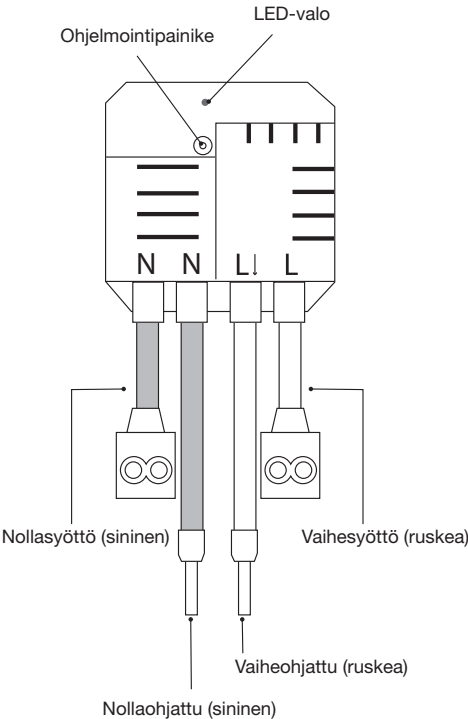 LED-valo
Ohjelmointipainike
N N L↓ L
Nollasyöttö (sininen)
Vaihesyöttö (ruskea)
Vaiheohjattu (ruskea)
Nollaohjattu (sininen)